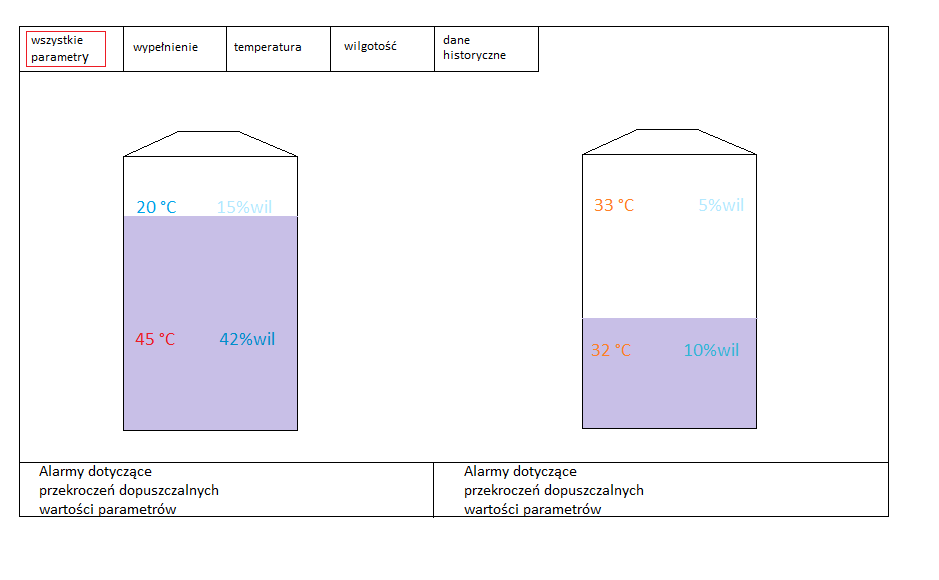 wszystkie
parametry
wypełnienie
temperatura
wilgotość
dane
historyczne
20 °C 15%wil
45 °C 42%wil
33 °C 5%wil
32 °C 10%wil
Alarmy dotyczące
przekroczeń dopuszczalnych
wartości parametrów
Alarmy dotyczące
przekroczeń dopuszczalnych
wartości parametrów